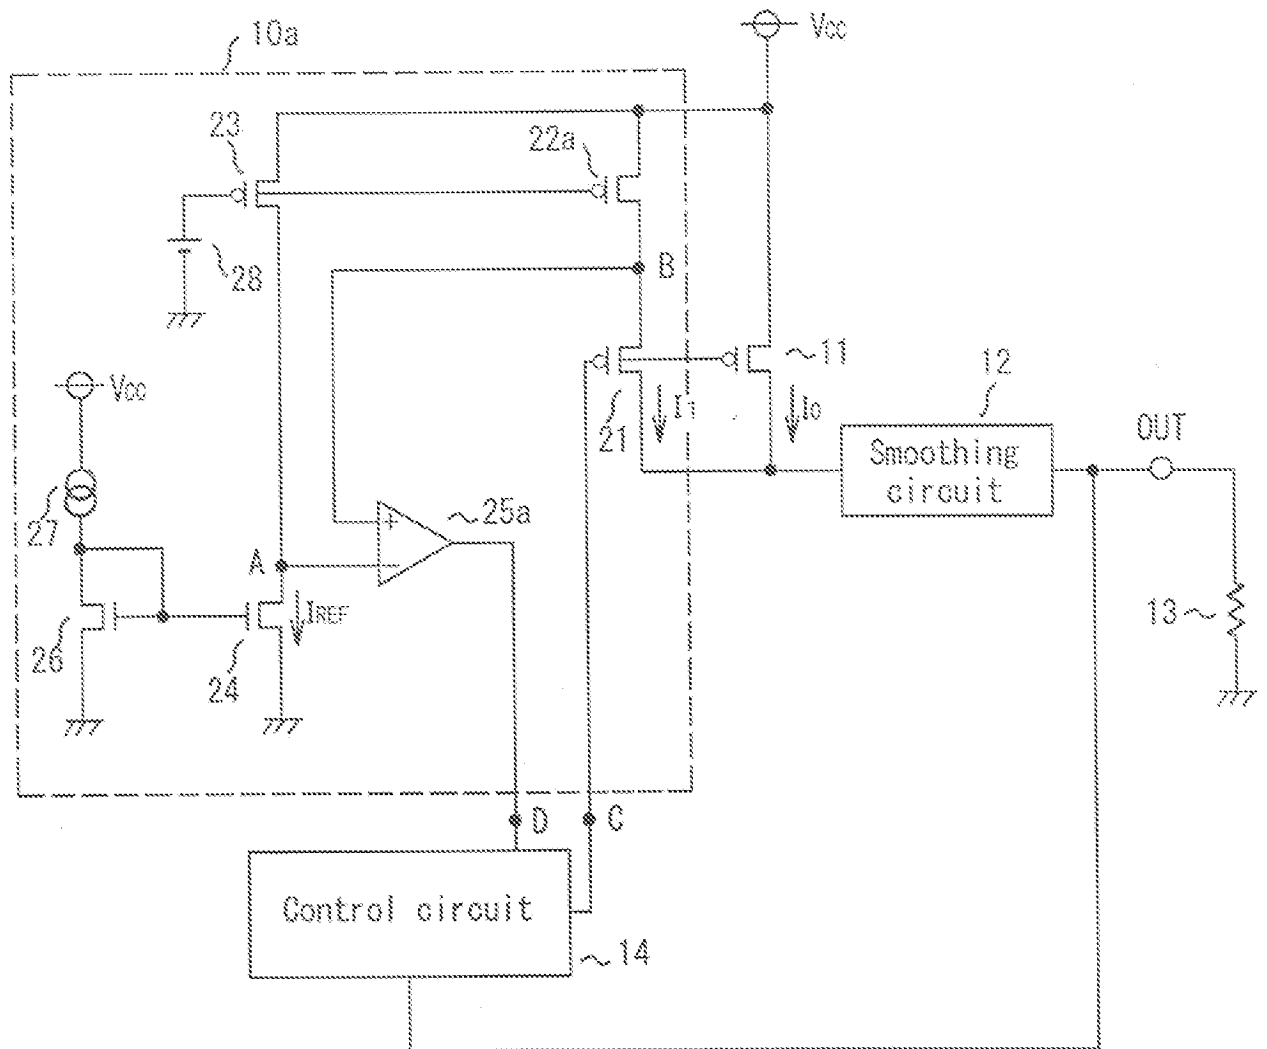 10a
Vcc
23
22a
28
B
11
Vcc
I1
I0
21
12
Smoothing
circuit
OUT
27
25a
A
IREF
26
24
13
D
C
Control circuit
14